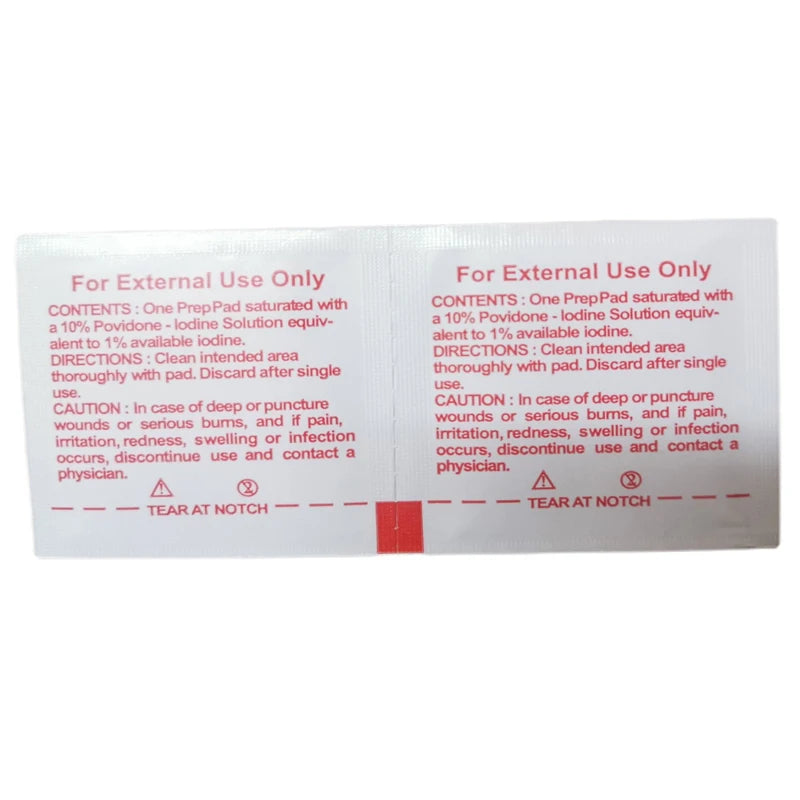 For External Use Only
CONTENTS : One PrepPad saturated with
a 10% Povidone - Iodine Solution equiv-
alent to 1% available iodine.
DIRECTIONS : Clean intended area
thoroughly with pad. Discard after single
use.
CAUTION : In case of deep or puncture
wounds or serious burns, and if pain,
irritation, redness, swelling or infection
occurs, discontinue use and contact a
physician.
TEAR AT NOTCH
For External Use Only
CONTENTS : One PrepPad saturated with
a 10% Povidone - Iodine Solution equiv-
alent to 1% available iodine.
DIRECTIONS : Clean intended area
thoroughly with pad. Discard after single
use.
CAUTION : In case of deep or puncture
wounds or serious burns, and if pain,
irritation, redness, swelling or infection
occurs, discontinue use and contact a
physician.
TEAR AT NOTCH